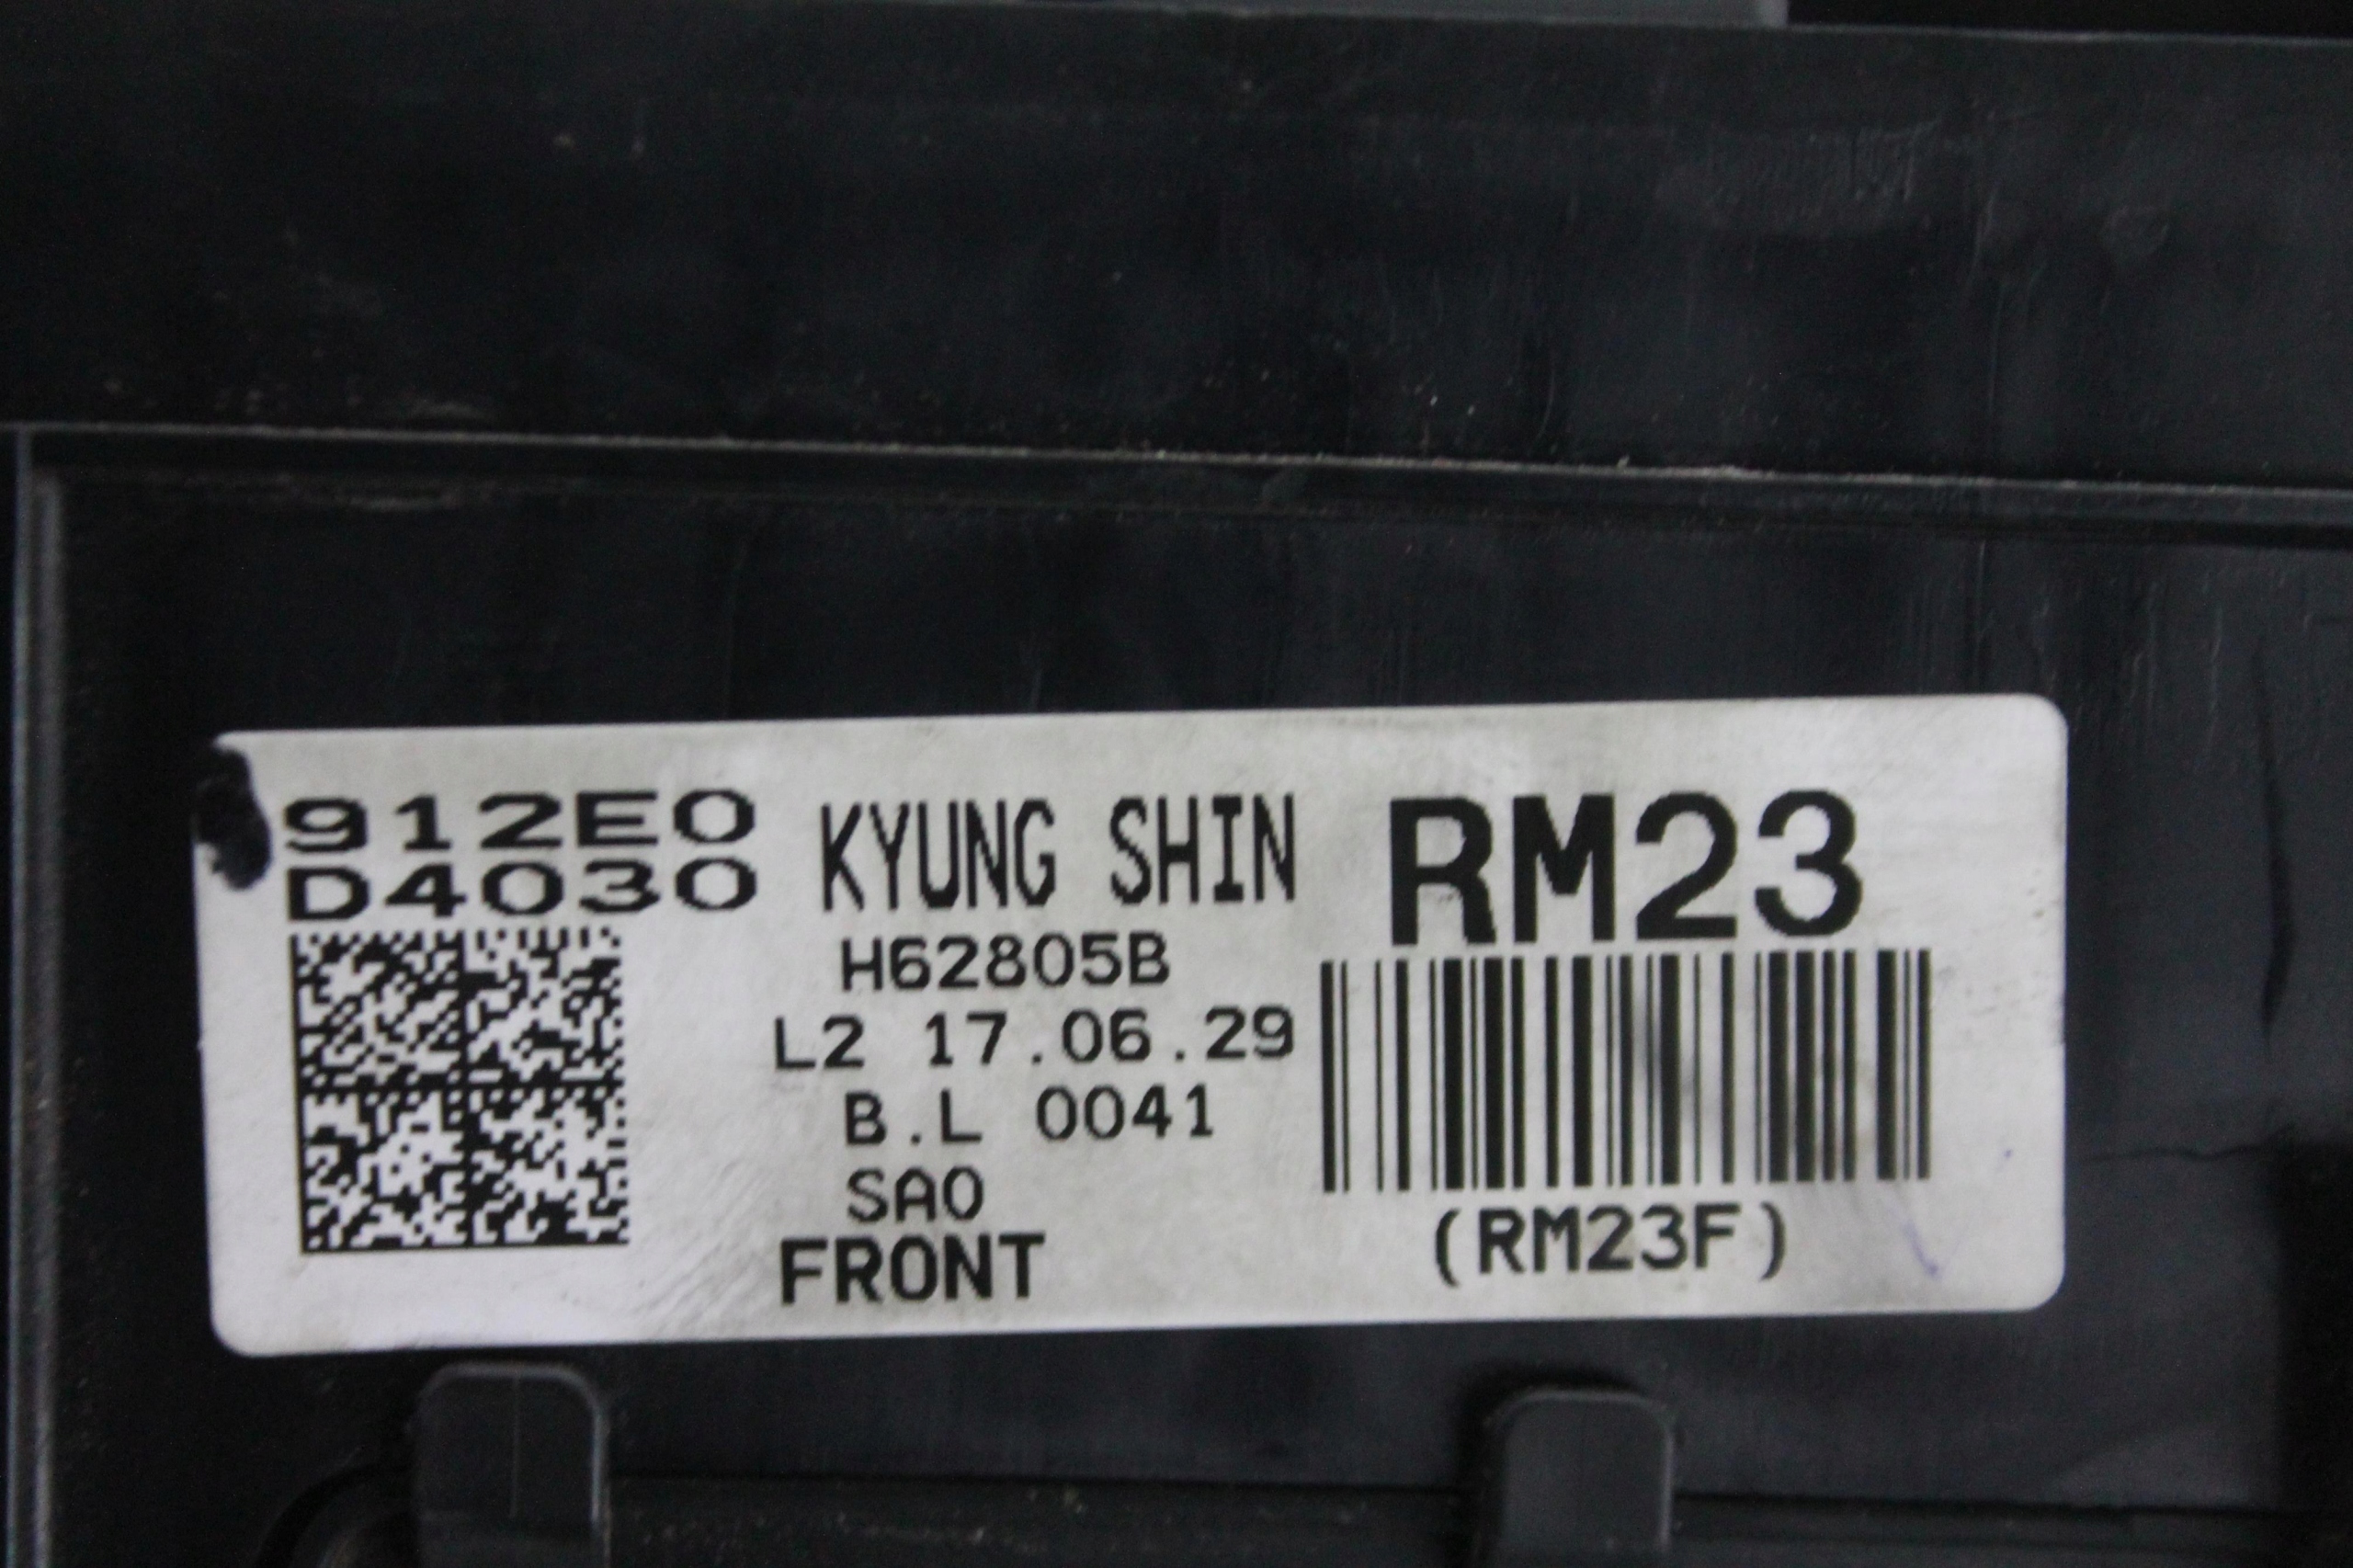 912E0
D4030
KYUNG SHIN
H62805B
L2 17.06.29
B.L 0041
SA0
FRONT
RM23
(RM23F)